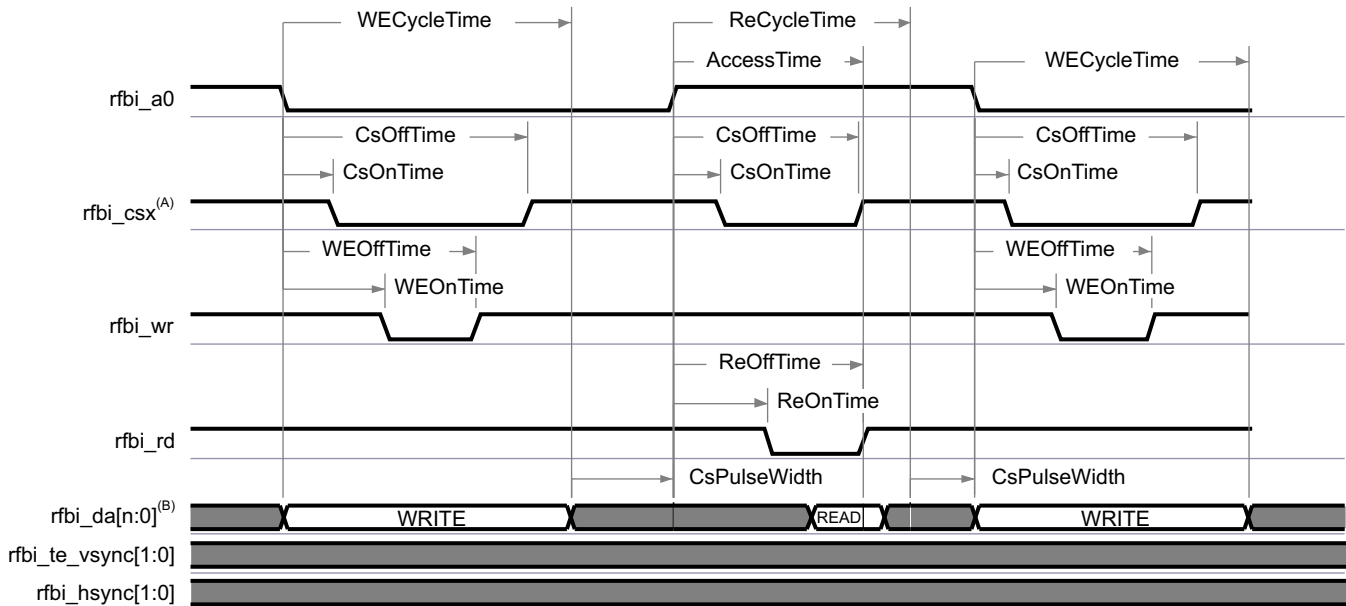 WECycleTime
ReCycleTime
AccessTime
WECycleTime
rfbi_a0
CsOffTime
CsOffTime
CsOffTime
CsOnTime
CsOnTime
CsOnTime
rfbi_csx(A)
WEOffTime
WEOffTime
WEOnTime
WEOnTime
rfbi_wr
ReOffTime
ReOnTime
rfbi_rd
CsPulseWidth
CsPulseWidth
rfbi_da[n:0](B)
WRITE
READ
WRITE
rfbi_te_vsync[1:0]
rfbi_hsync[1:0]